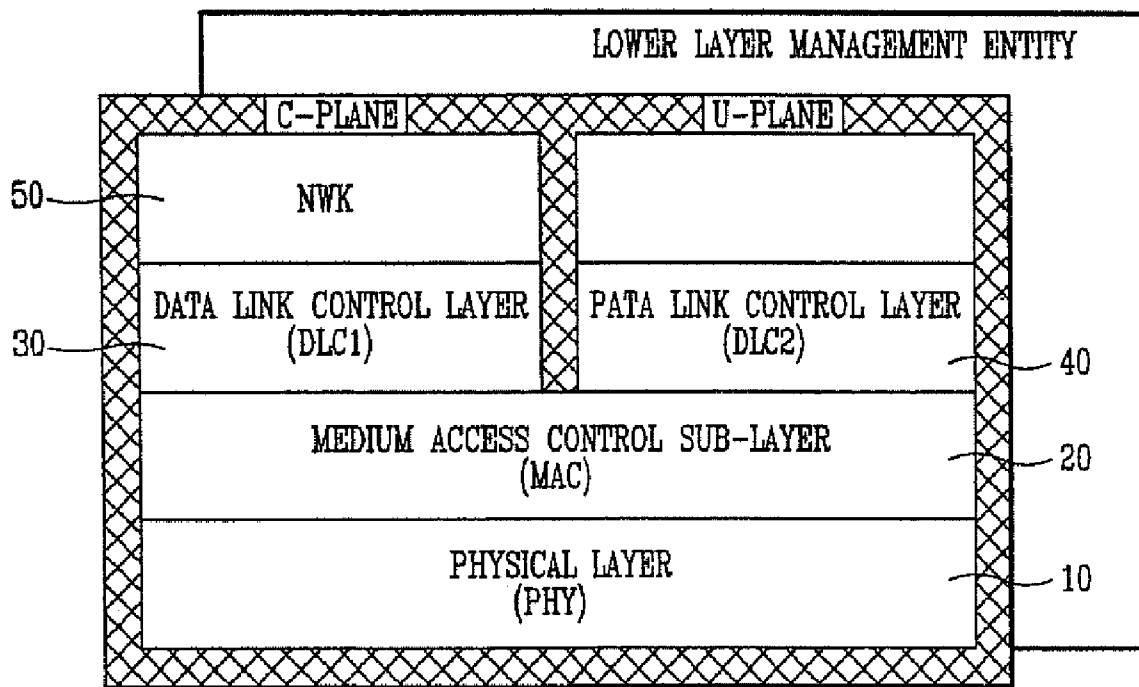 LOWER LAYER MANAGEMENT ENTITY
C-PLANE
U-PLANE
50
NWK
DATA LINK CONTROL LAYER
(DLC1)
30
PATA LINK CONTROL LAYER
(DLC2)
40
MEDIUM ACCESS CONTROL SUB-LAYER
(MAC)
20
PHYSICAL LAYER
(PHY)
10